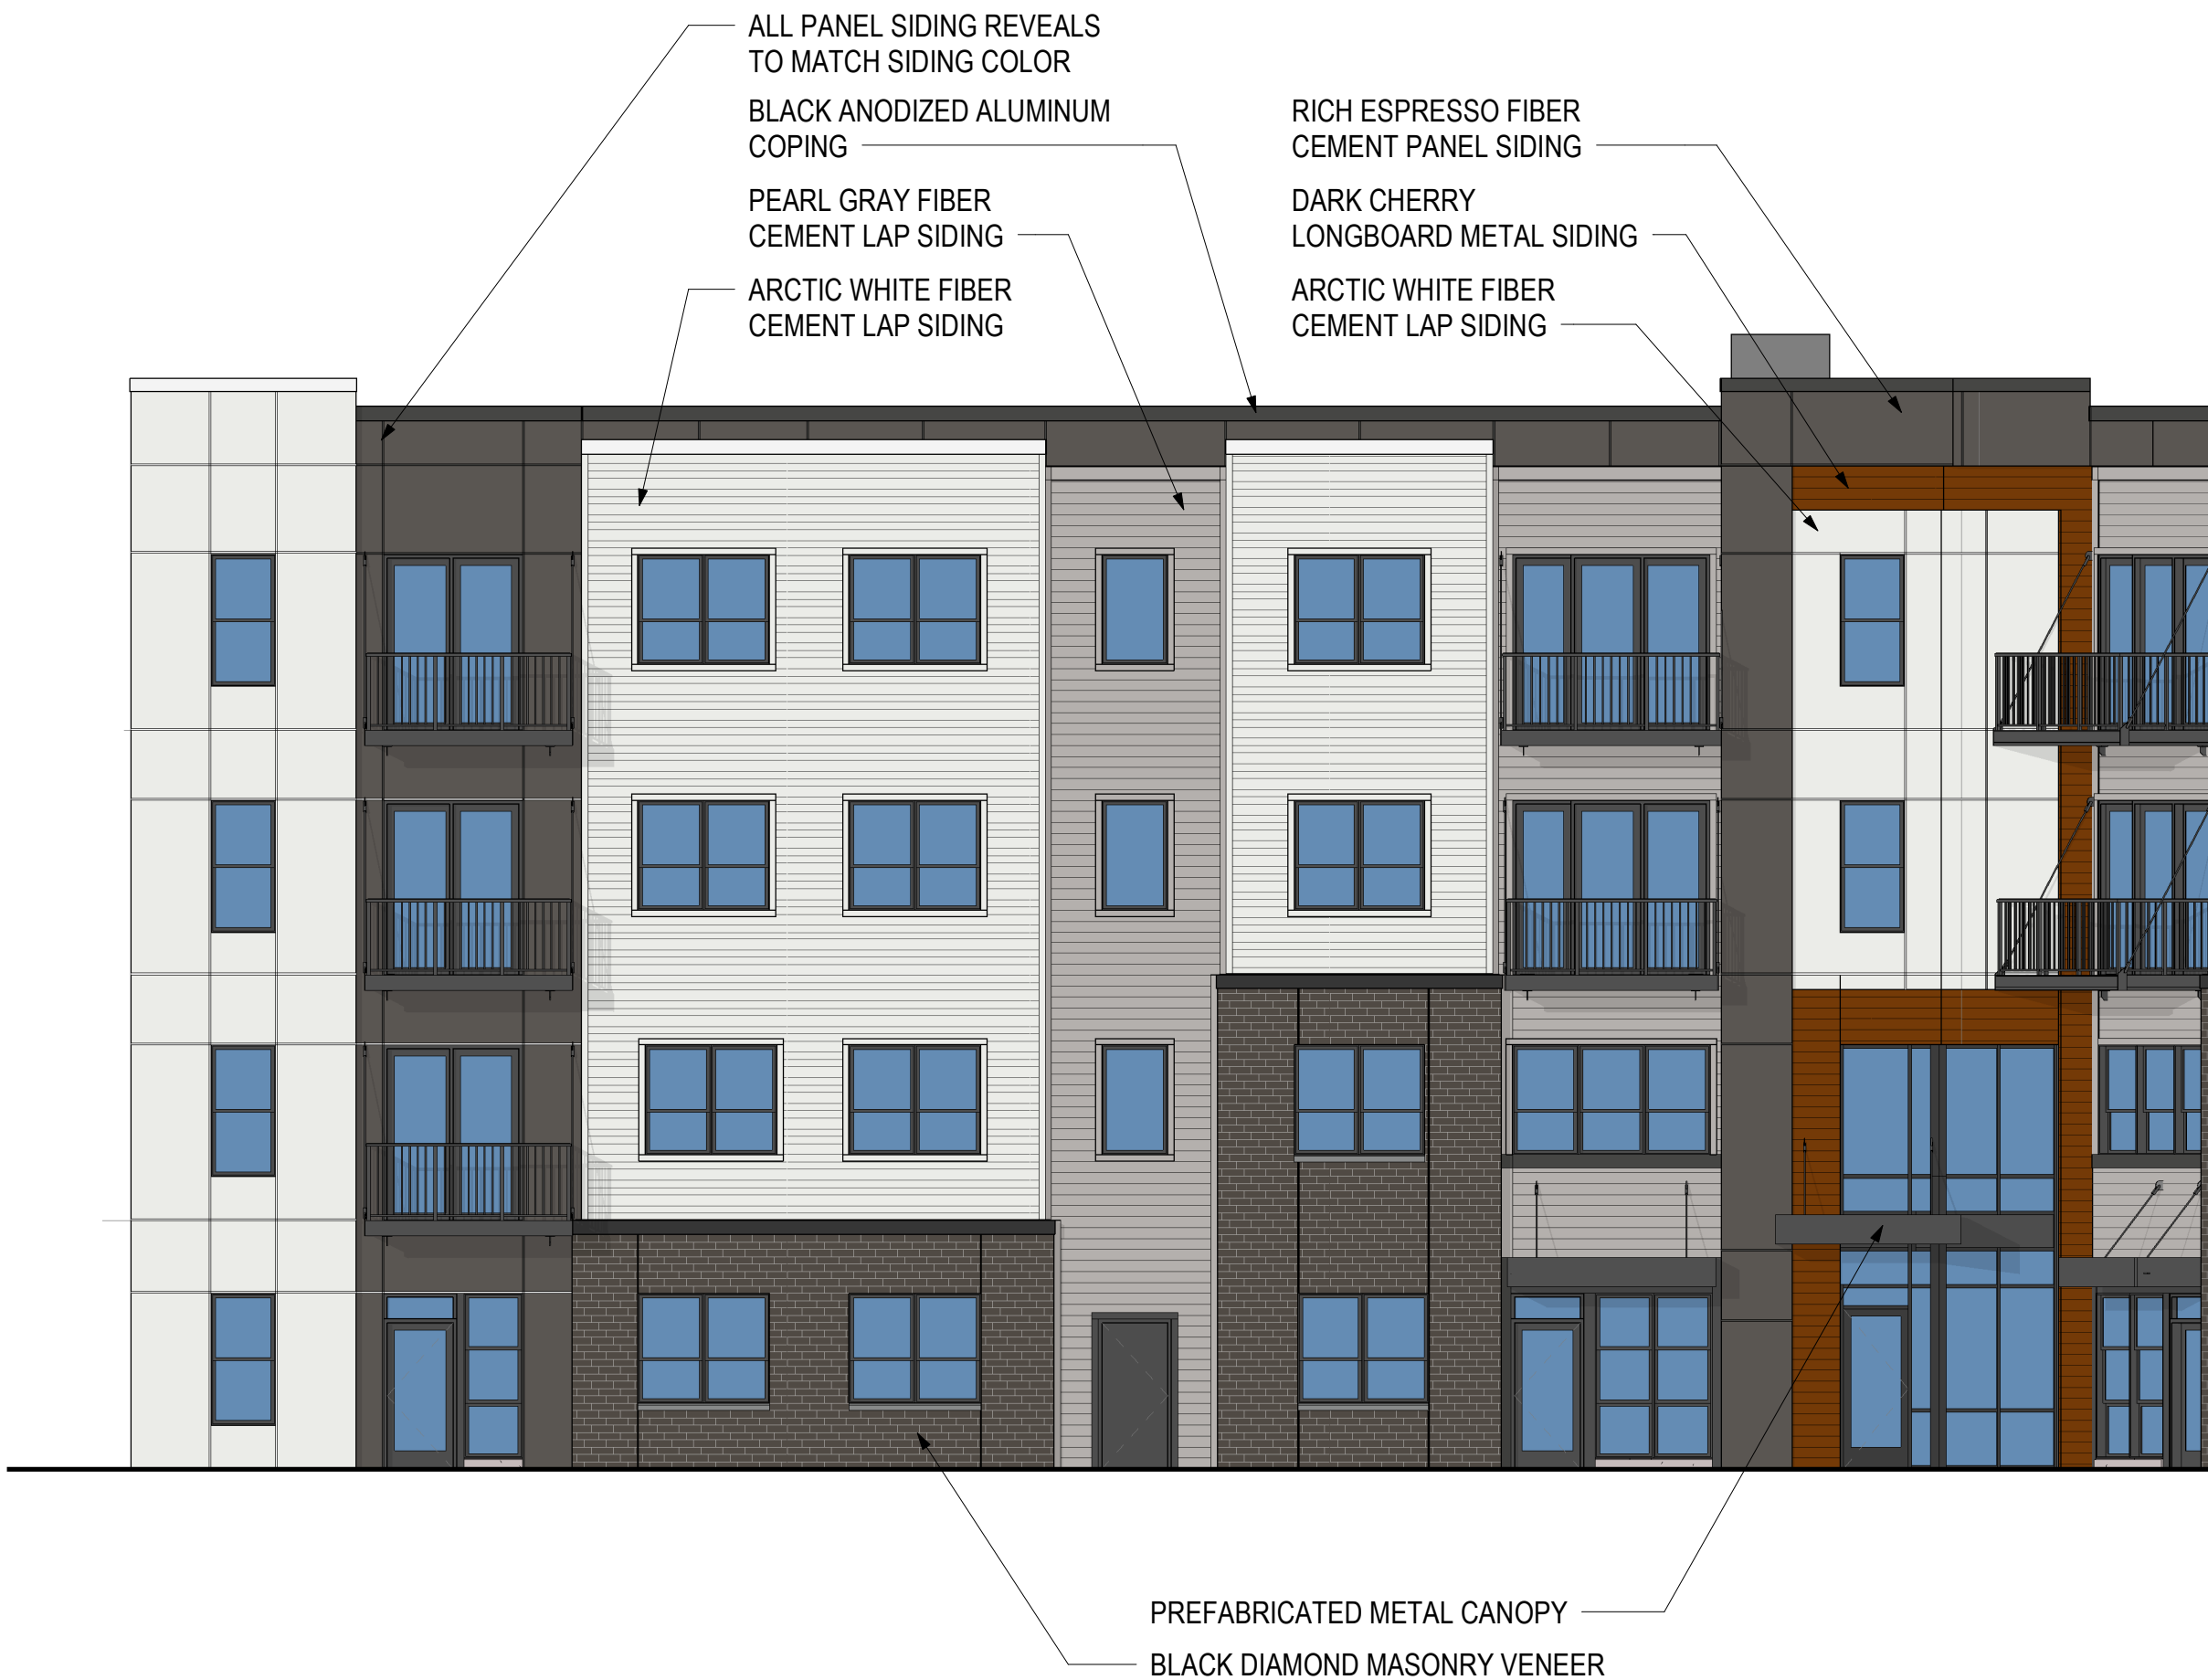 ALL PANEL SIDING REVEALS
TO MATCH SIDING COLOR
BLACK ANODIZED ALUMINUM
COPING
PEARL GRAY FIBER
CEMENT LAP SIDING
ARCTIC WHITE FIBER
CEMENT LAP SIDING
RICH ESPRESSO FIBER
CEMENT PANEL SIDING
DARK CHERRY
LONGBOARD METAL SIDING
ARCTIC WHITE FIBER
CEMENT LAP SIDING
PREFABRICATED METAL CANOPY
BLACK DIAMOND MASONRY VENEER